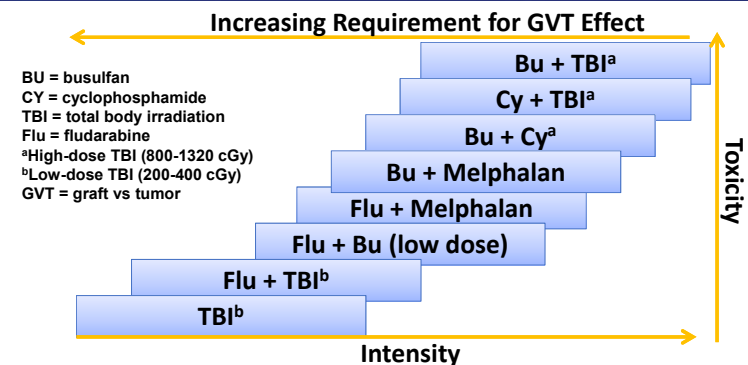 Increasing Requirement for GVT Effect
BU = busulfan
CY = cyclophosphamide
TBI = total body irradiation
Flu = fludarabine
ᵃHigh-dose TBI (800-1320 cGy)
ᵇLow-dose TBI (200-400 cGy)
GVT = graft vs tumor
Bu + TBIᵃ
Cy + TBIᵃ
Bu + Cyᵃ
Bu + Melphalan
Flu + Melphalan
Flu + Bu (low dose)
Flu + TBIᵇ
TBIᵇ
Toxicity
Intensity